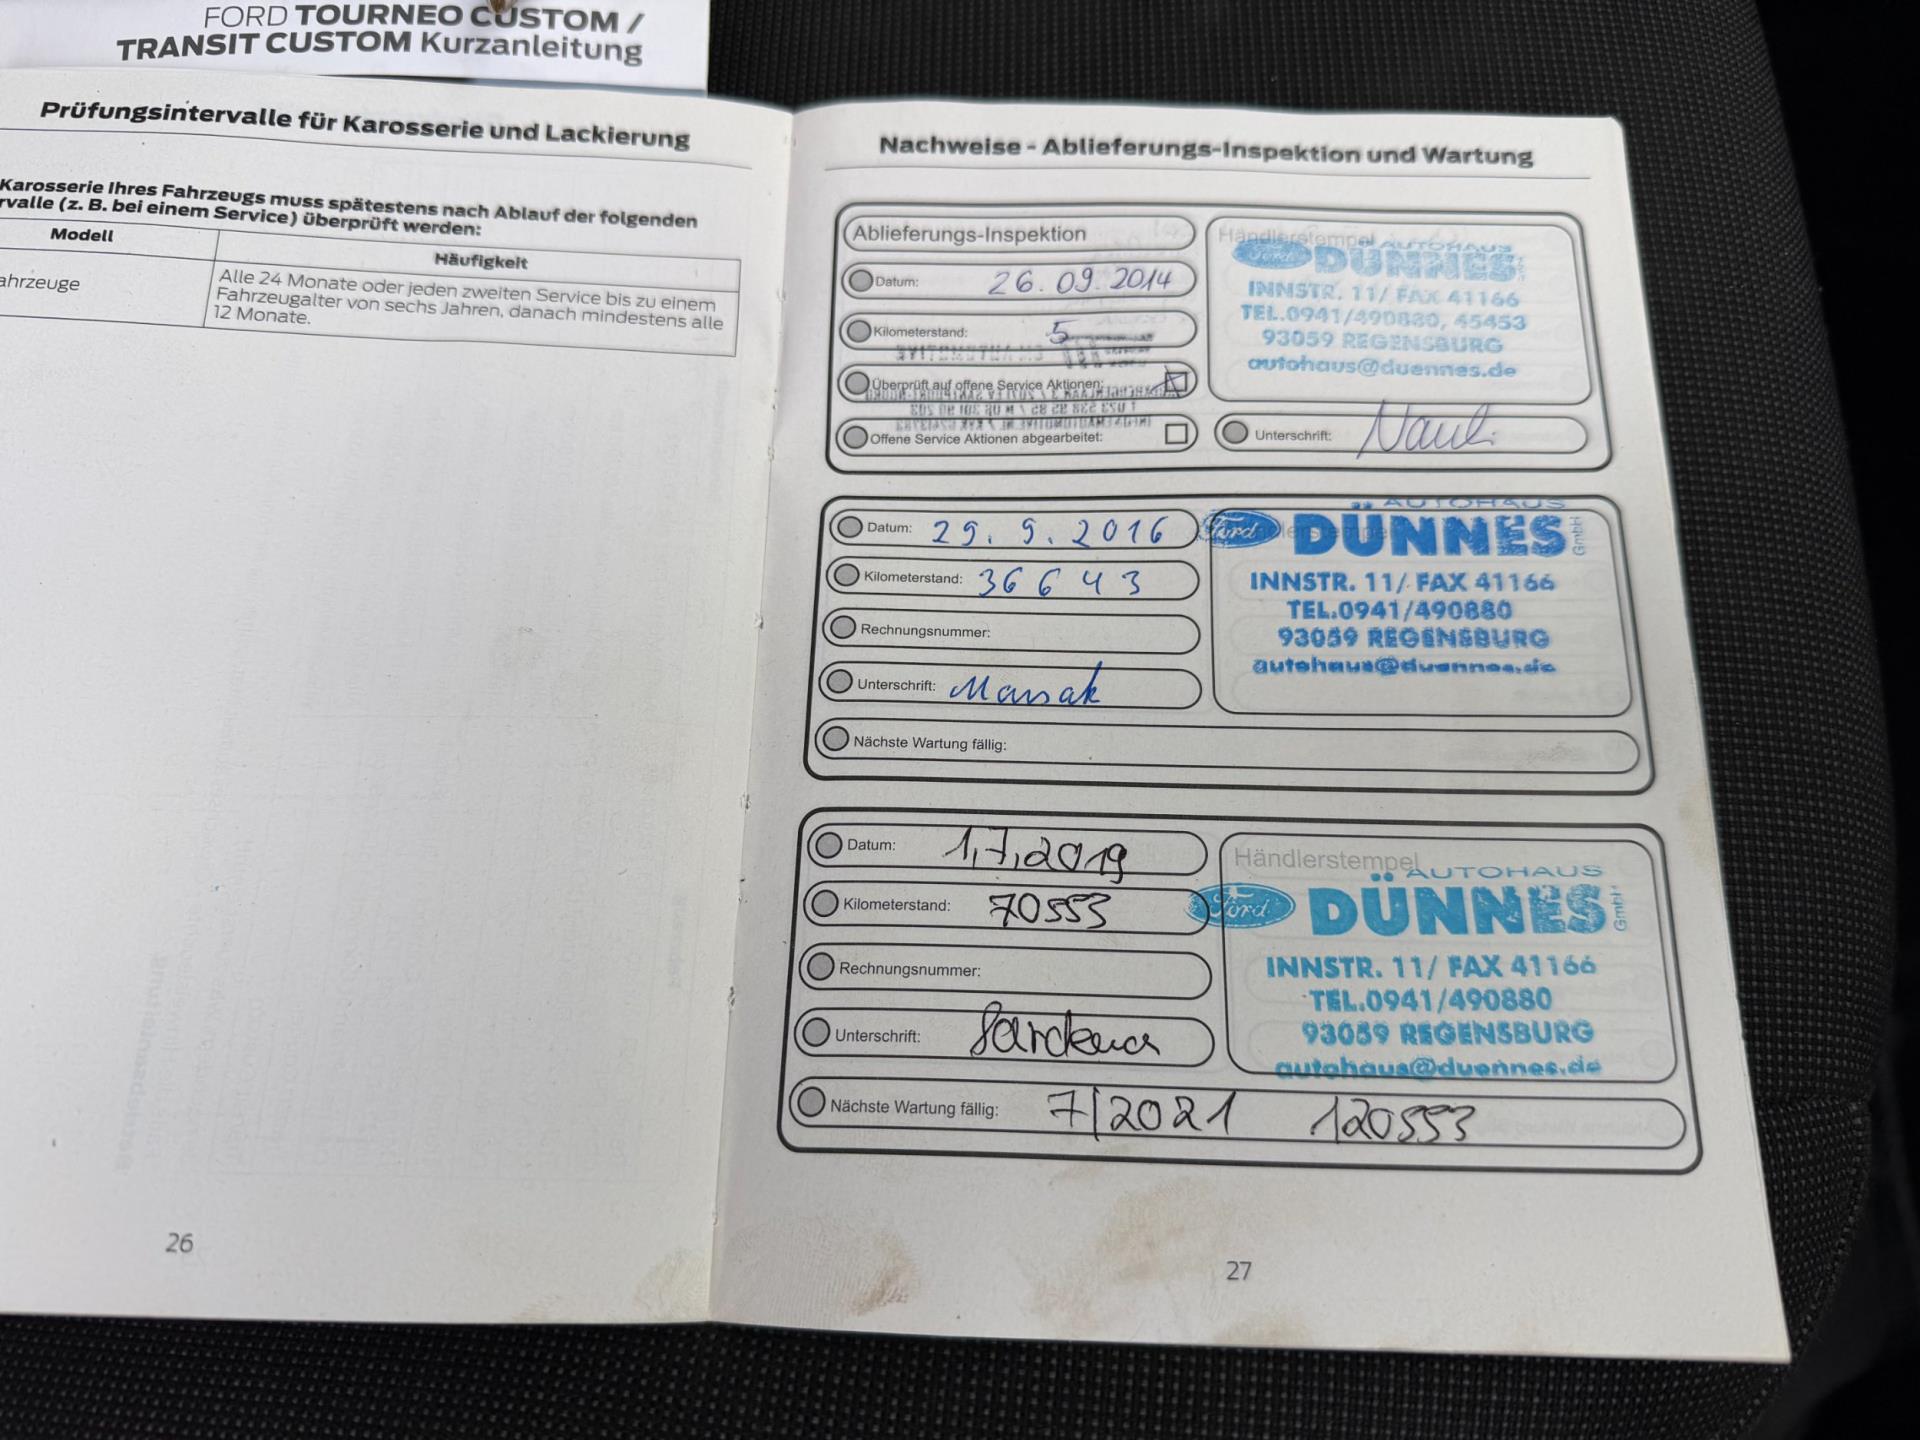 FORD TOURNEO CUSTOM /
TRANSIT CUSTOM Kurzanleitung
Prüfungsintervalle für Karosserie und Lackierung
Karosserie Ihres Fahrzeugs muss spätestens nach Ablauf der folgenden
rvalle (z. B. bei einem Service) überprüft werden:
Modell
Häufigkeit
ahrzeuge
Alle 24 Monate oder jeden zweiten Service bis zu einem
Fahrzeugalter von sechs Jahren, danach mindestens alle
12 Monate.
26
Nachweise - Ablieferungs-Inspektion und Wartung
Ablieferungs-Inspektion
Datum: 26.09.2014
Kilometerstand: 5
Überprüft auf offene Service Aktionen:
Offene Service Aktionen abgearbeitet:
Händlerstempel
AUTOHAUS
Ford DÜNNES
INNSTR. 11/ FAX 41166
TEL.0941/490880, 45453
93059 REGENSBURG
autohaus@duennes.de
Unterschrift:
Datum: 29. 9. 2016
Kilometerstand: 36643
Rechnungsnummer:
Unterschrift:
Nächste Wartung fällig:
AUTOHAUS
Ford DÜNNES GmbH
INNSTR. 11/ FAX 41166
TEL.0941/490880
93059 REGENSBURG
autohaus@duennes.de
Datum: 1,7,2019
Kilometerstand: 70553
Rechnungsnummer:
Unterschrift:
Nächste Wartung fällig: 7/2021 120553
Händlerstempel
AUTOHAUS
Ford DÜNNES GmbH
INNSTR. 11/ FAX 41166
TEL.0941/490880
93059 REGENSBURG
autohaus@duennes.de
27